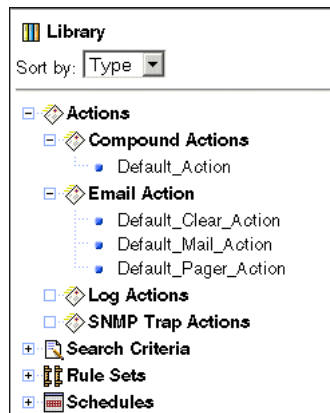 Library
Sort by: Type
Actions
Compound Actions
Default_Action
Email Action
Default_Clear_Action
Default_Mail_Action
Default_Pager_Action
Log Actions
SNMP Trap Actions
Search Criteria
Rule Sets
Schedules